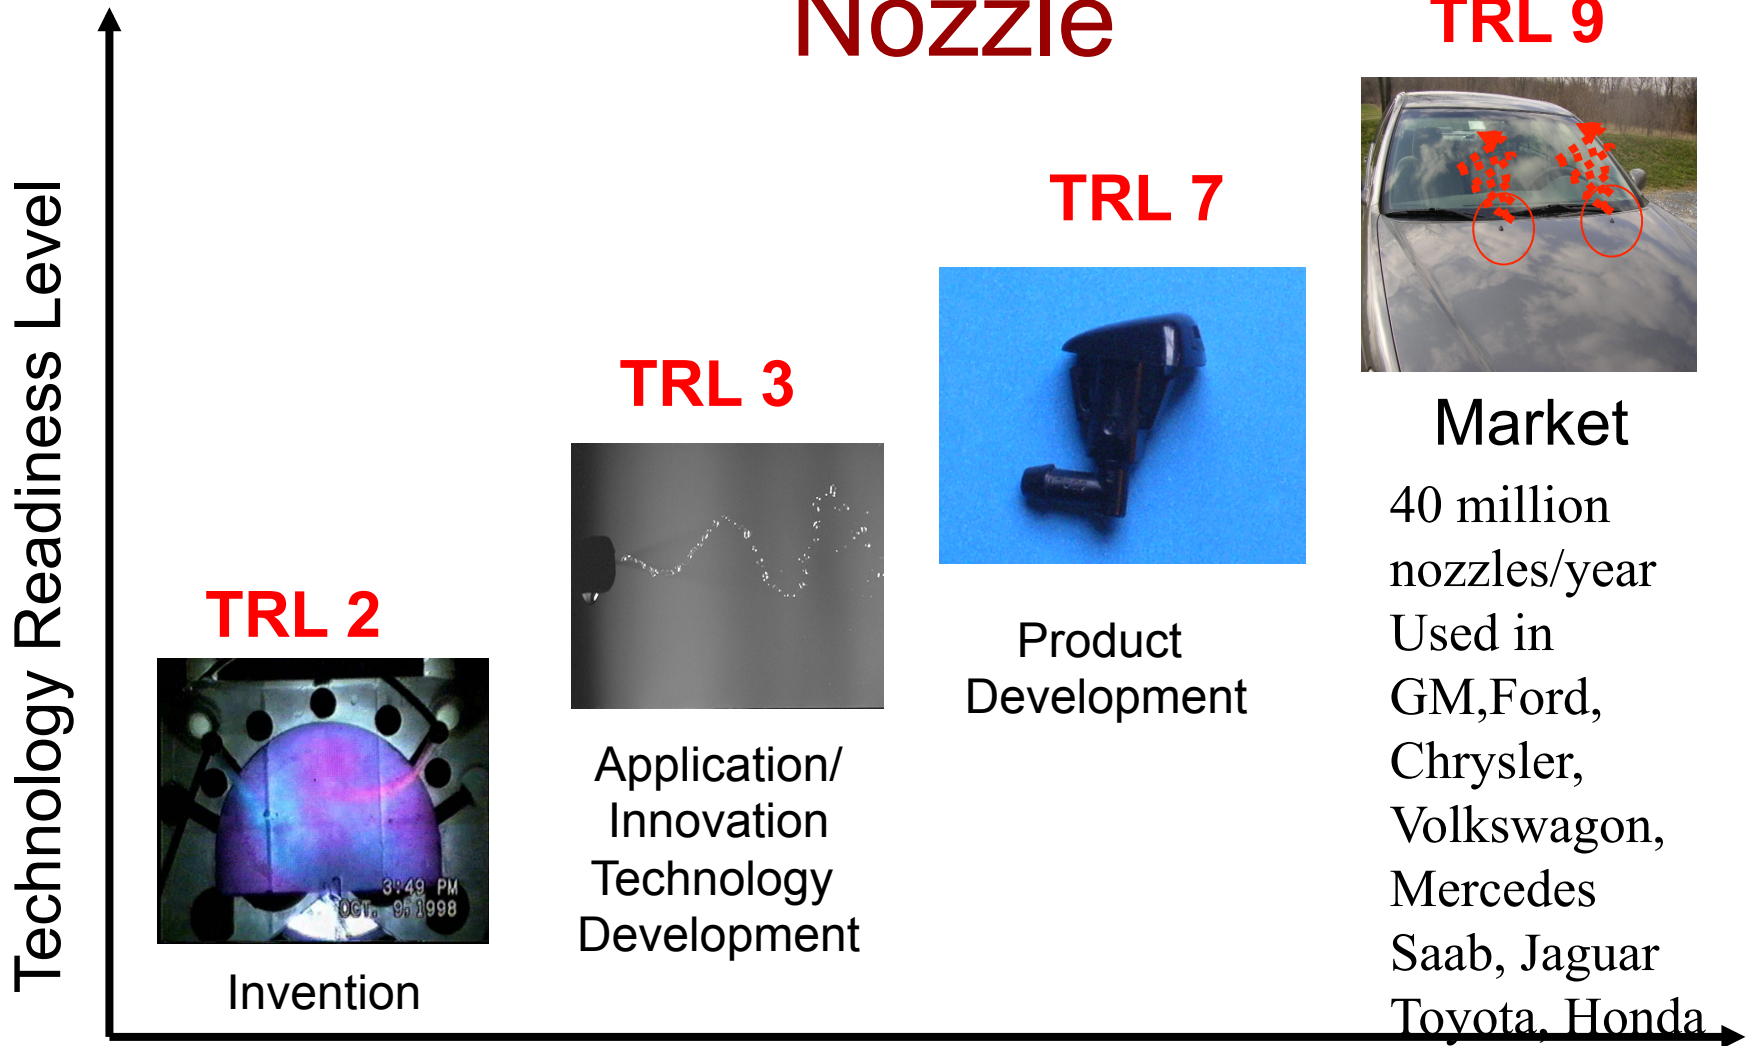 Nozzle
TRL 9
TRL 7
TRL 3
TRL 2
Technology Readiness Level
3:49 PM
OCT. 9,1998
Invention
Application/
Innovation
Technology
Development
Product
Development
Market
40 million
nozzles/year
Used in
GM,Ford,
Chrysler,
Volkswagon,
Mercedes
Saab, Jaguar
Toyota, Honda